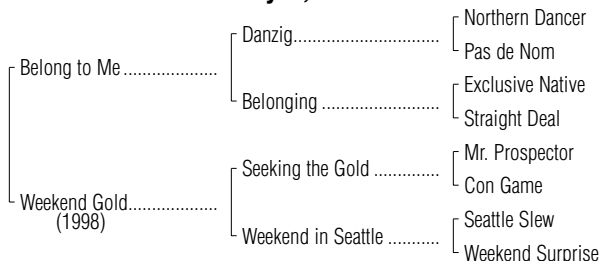 Northern Dancer
Danzig..............................
Pas de Nom
Belong to Me ....................
Exclusive Native
Belonging ........................
Straight Deal
Mr. Prospector
Seeking the Gold ..............
Con Game
Weekend Gold...................
(1998)
Seattle Slew
Weekend in Seattle ...........
Weekend Surprise